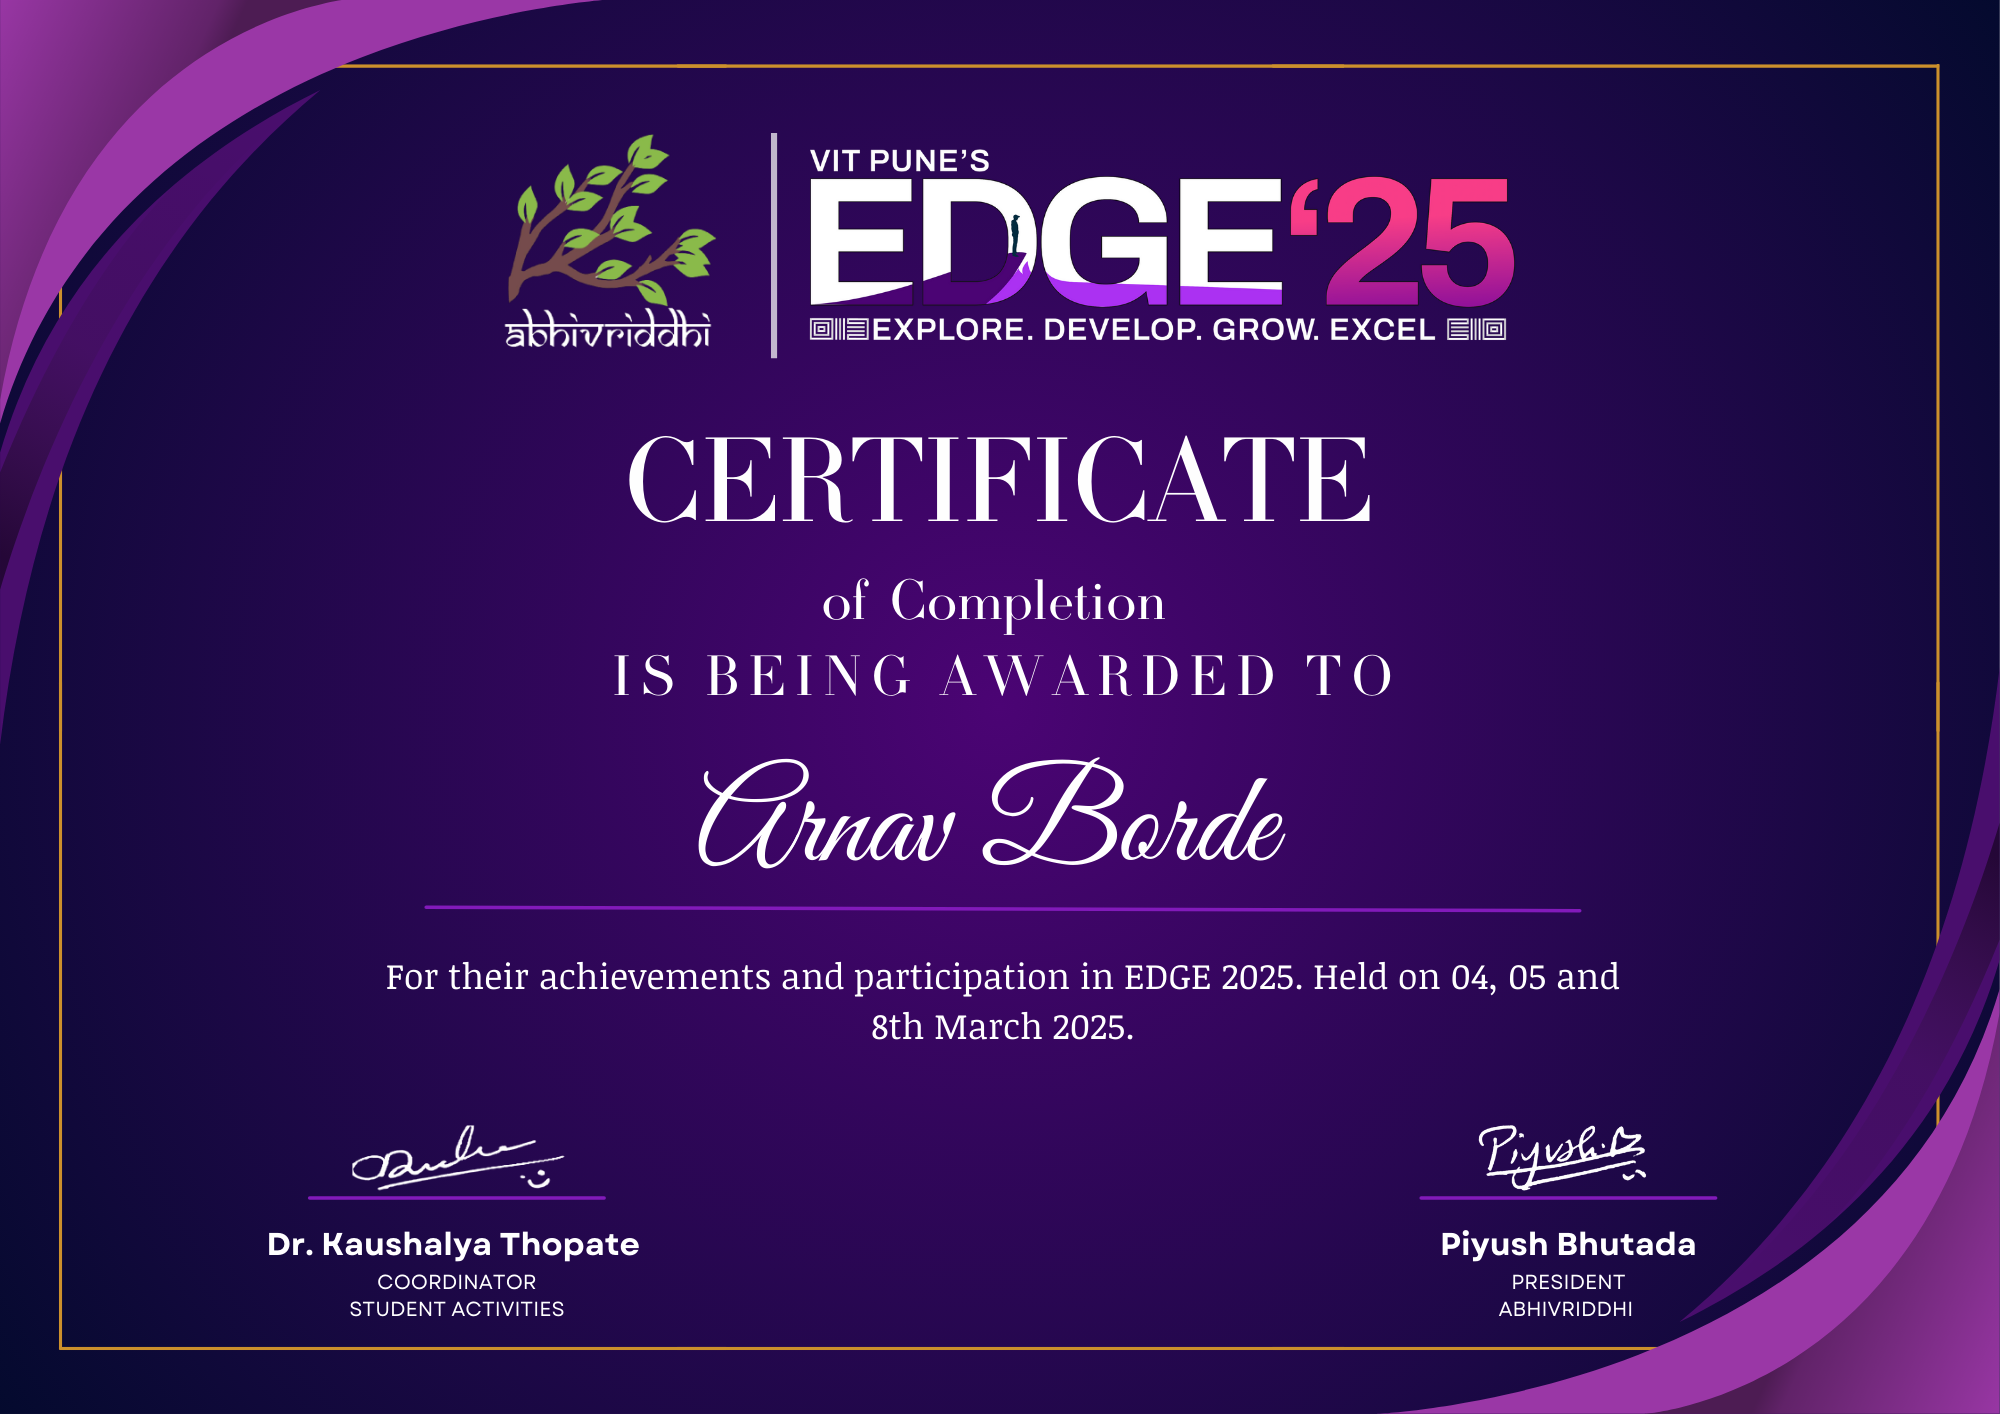 abhivriddhi
VIT PUNE’S
EDGE‘25
EXPLORE. DEVELOP. GROW. EXCEL
CERTIFICATE
of Completion
IS BEING AWARDED TO
Arnav Borde
For their achievements and participation in EDGE 2025. Held on 04, 05 and
8th March 2025.
Piyush.B
Dr. Kaushalya Thopate
COORDINATOR
STUDENT ACTIVITIES
Piyush Bhutada
PRESIDENT
ABHIVRIDDHI